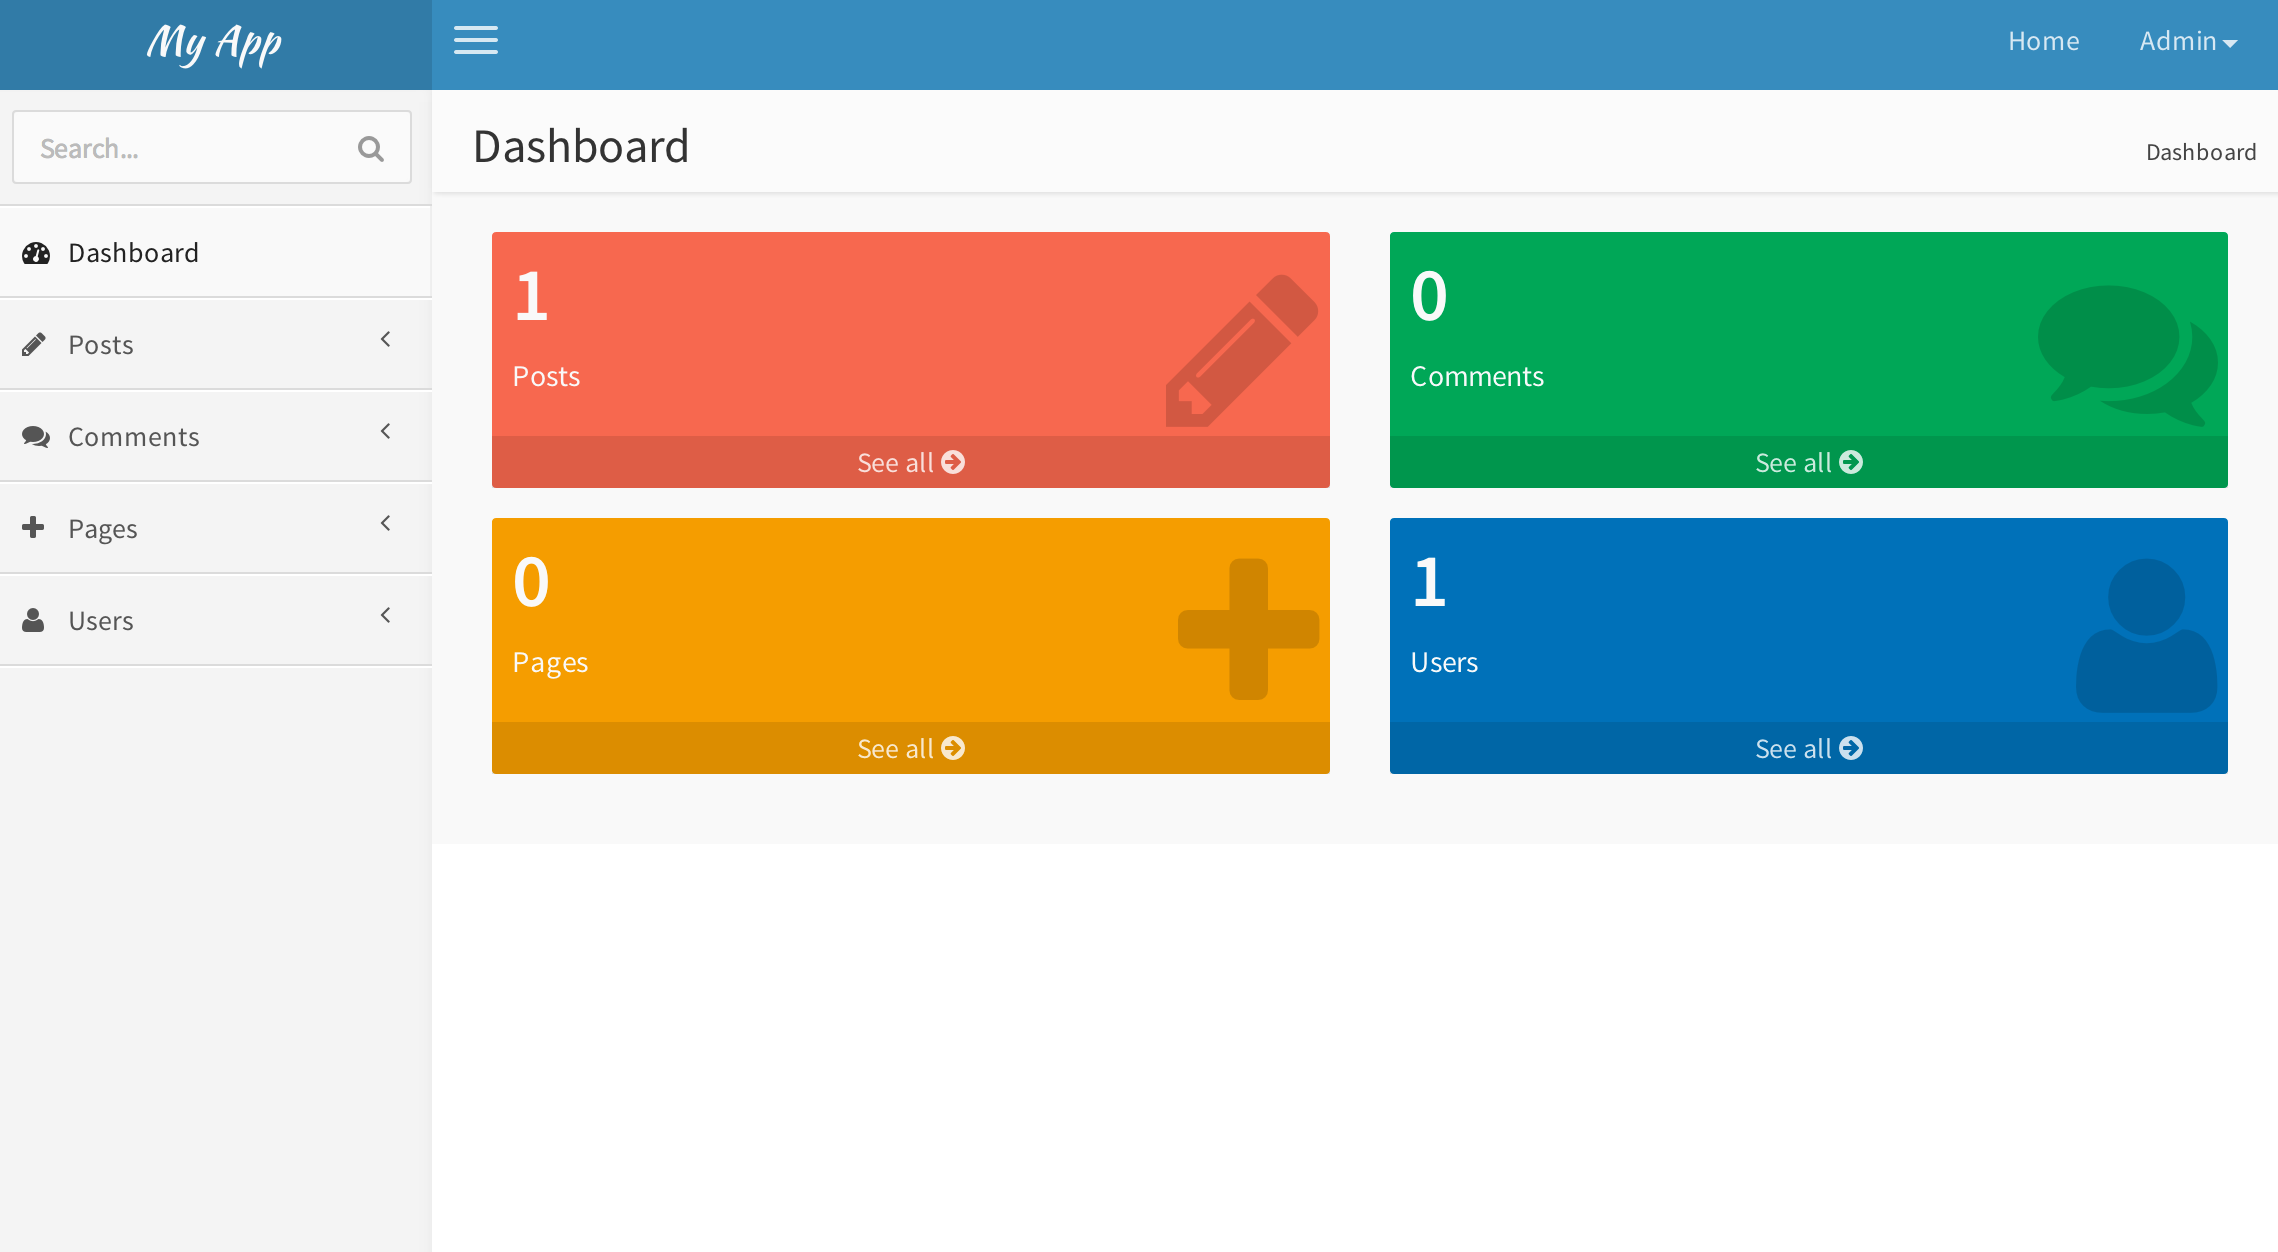 My App
Home Admin
Search...
Dashboard
Posts
Comments
Pages
Users
Dashboard
Dashboard
1
Posts
See all
0
Comments
See all
0
Pages
See all
1
Users
See all